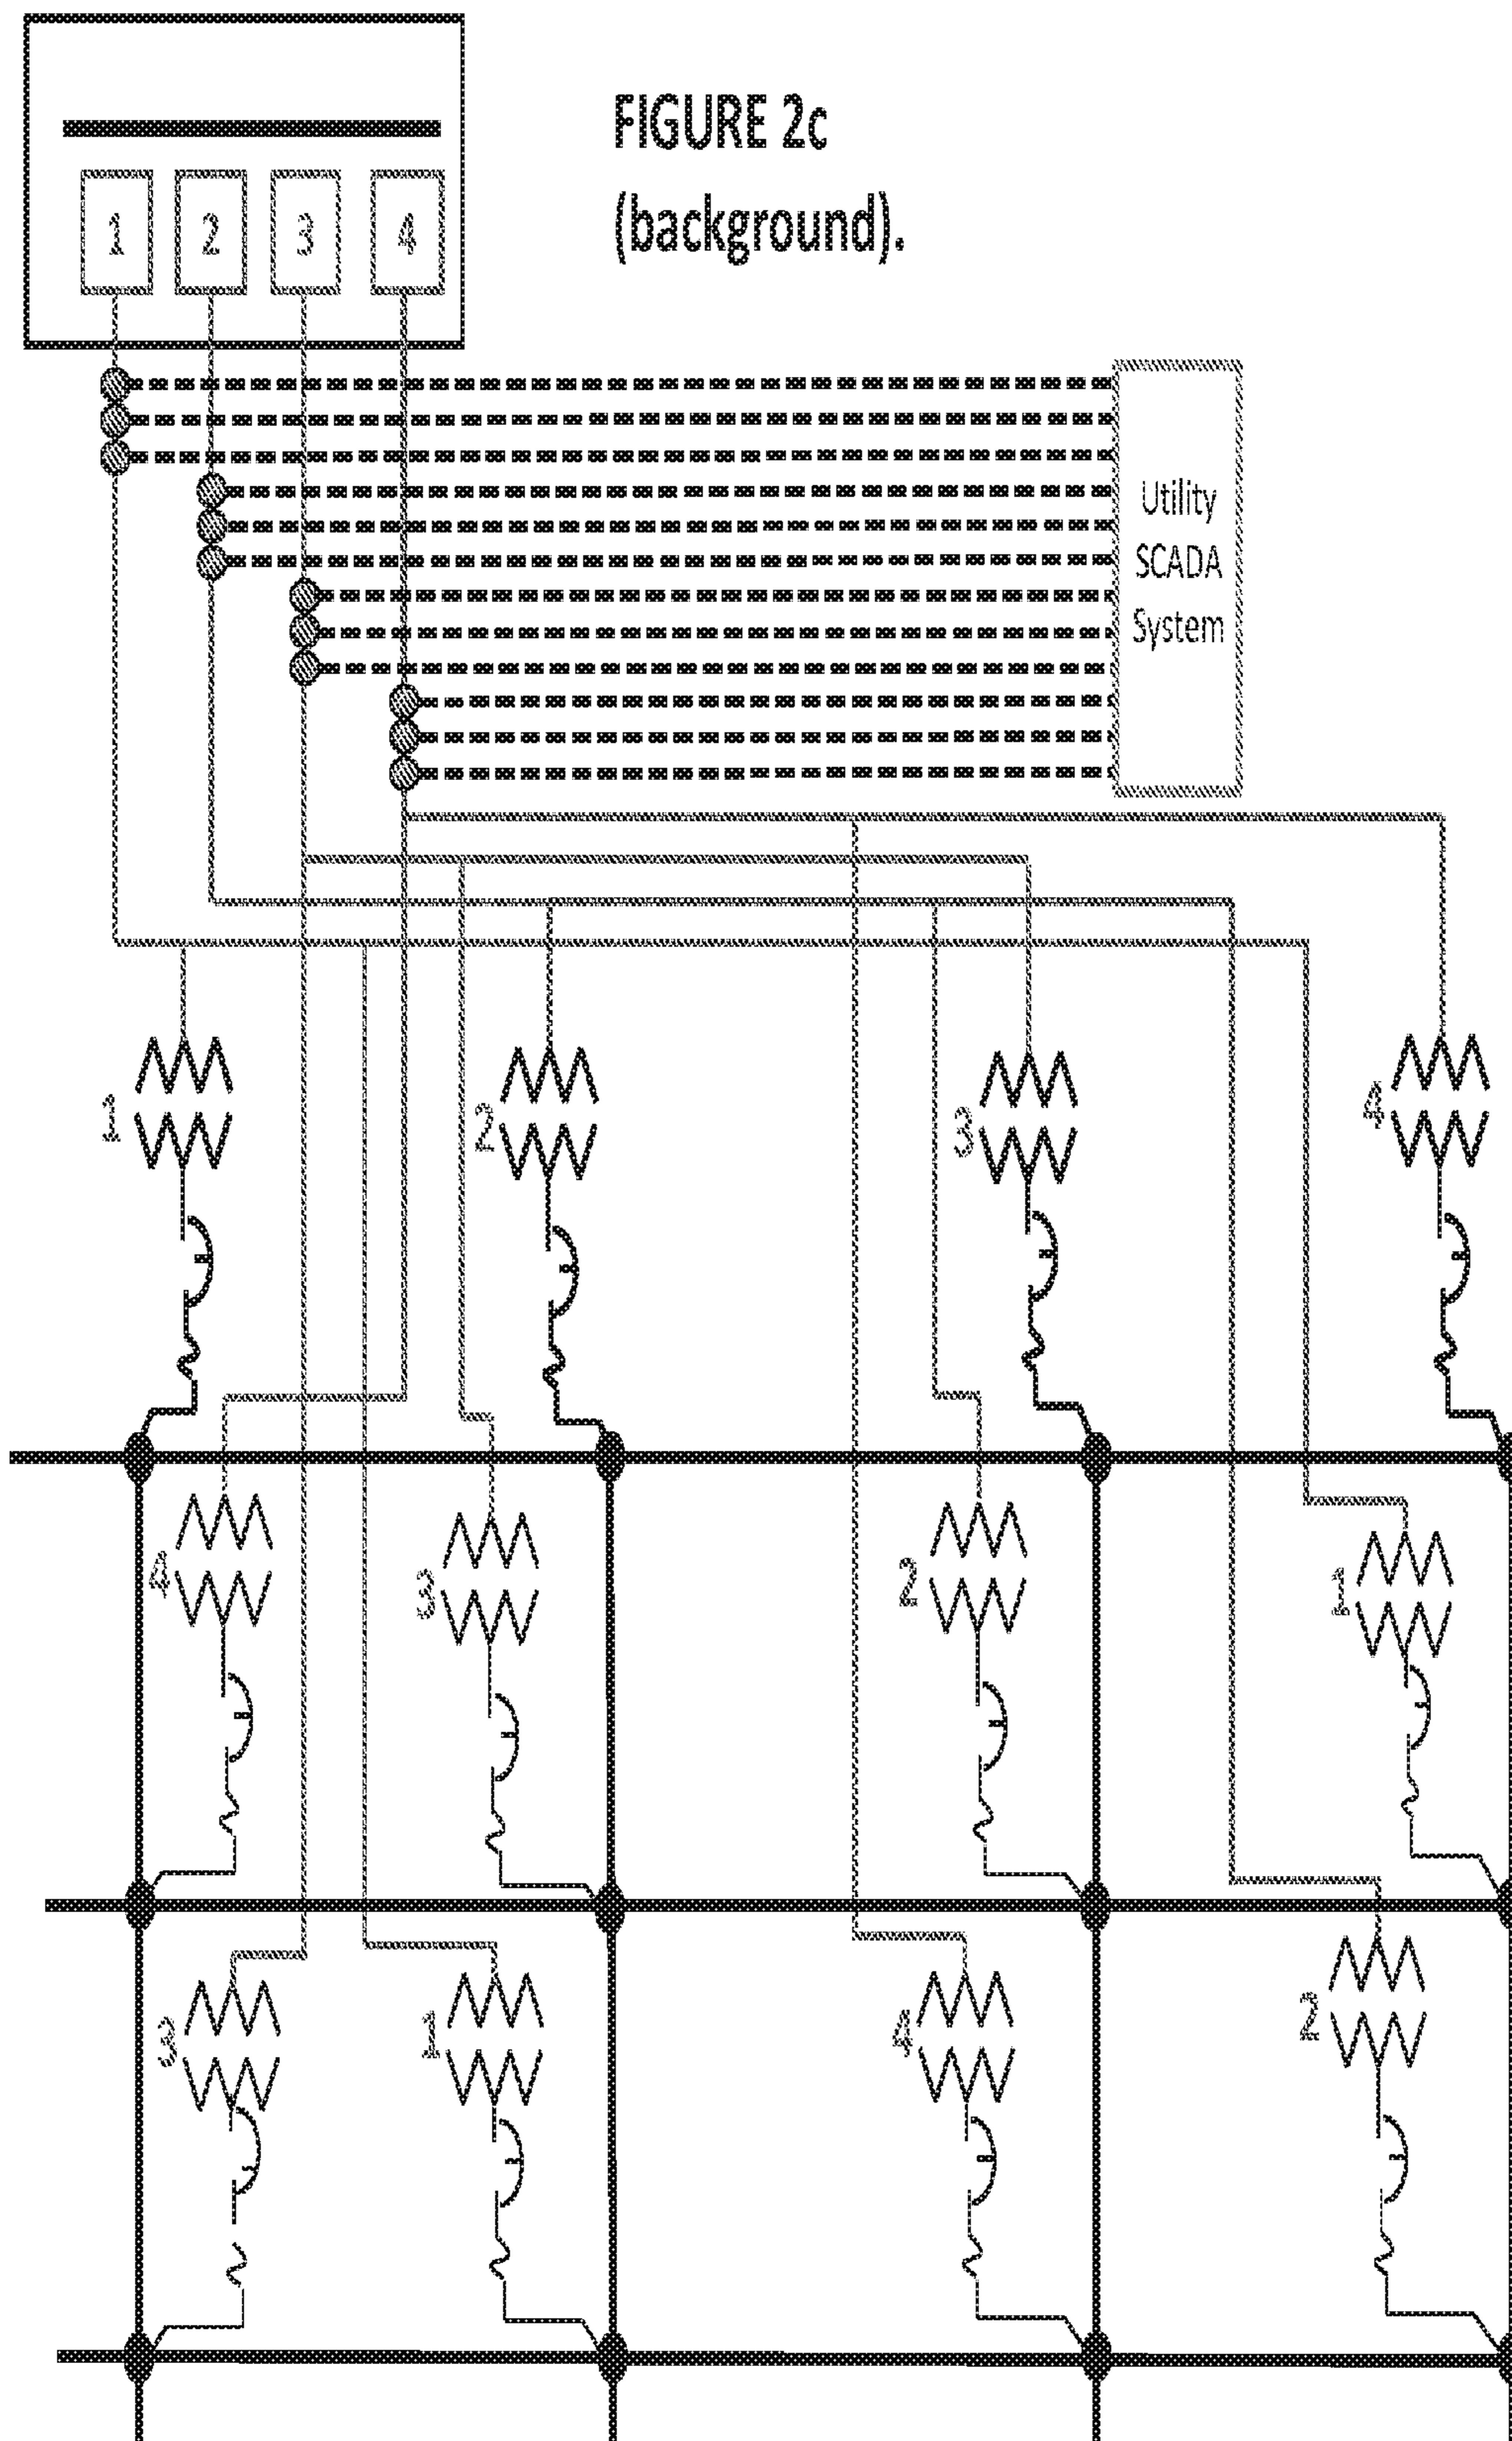 FIGURE 2c
(background).
1 2 3 4
Utility
SCADA
System
1 2 3 4
4 3 2 1
3 1 4 2